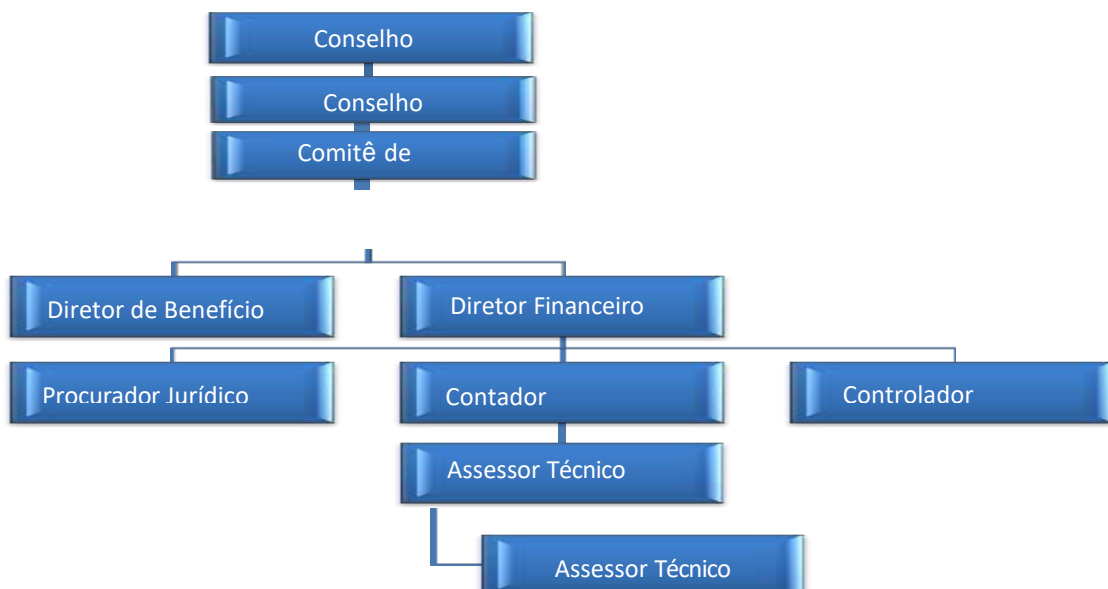 Conselho
Conselho
Comitê de
Diretor de Benefício
Diretor Financeiro
Procurador Jurídico
Contador
Controlador
Assessor Técnico
Assessor Técnico